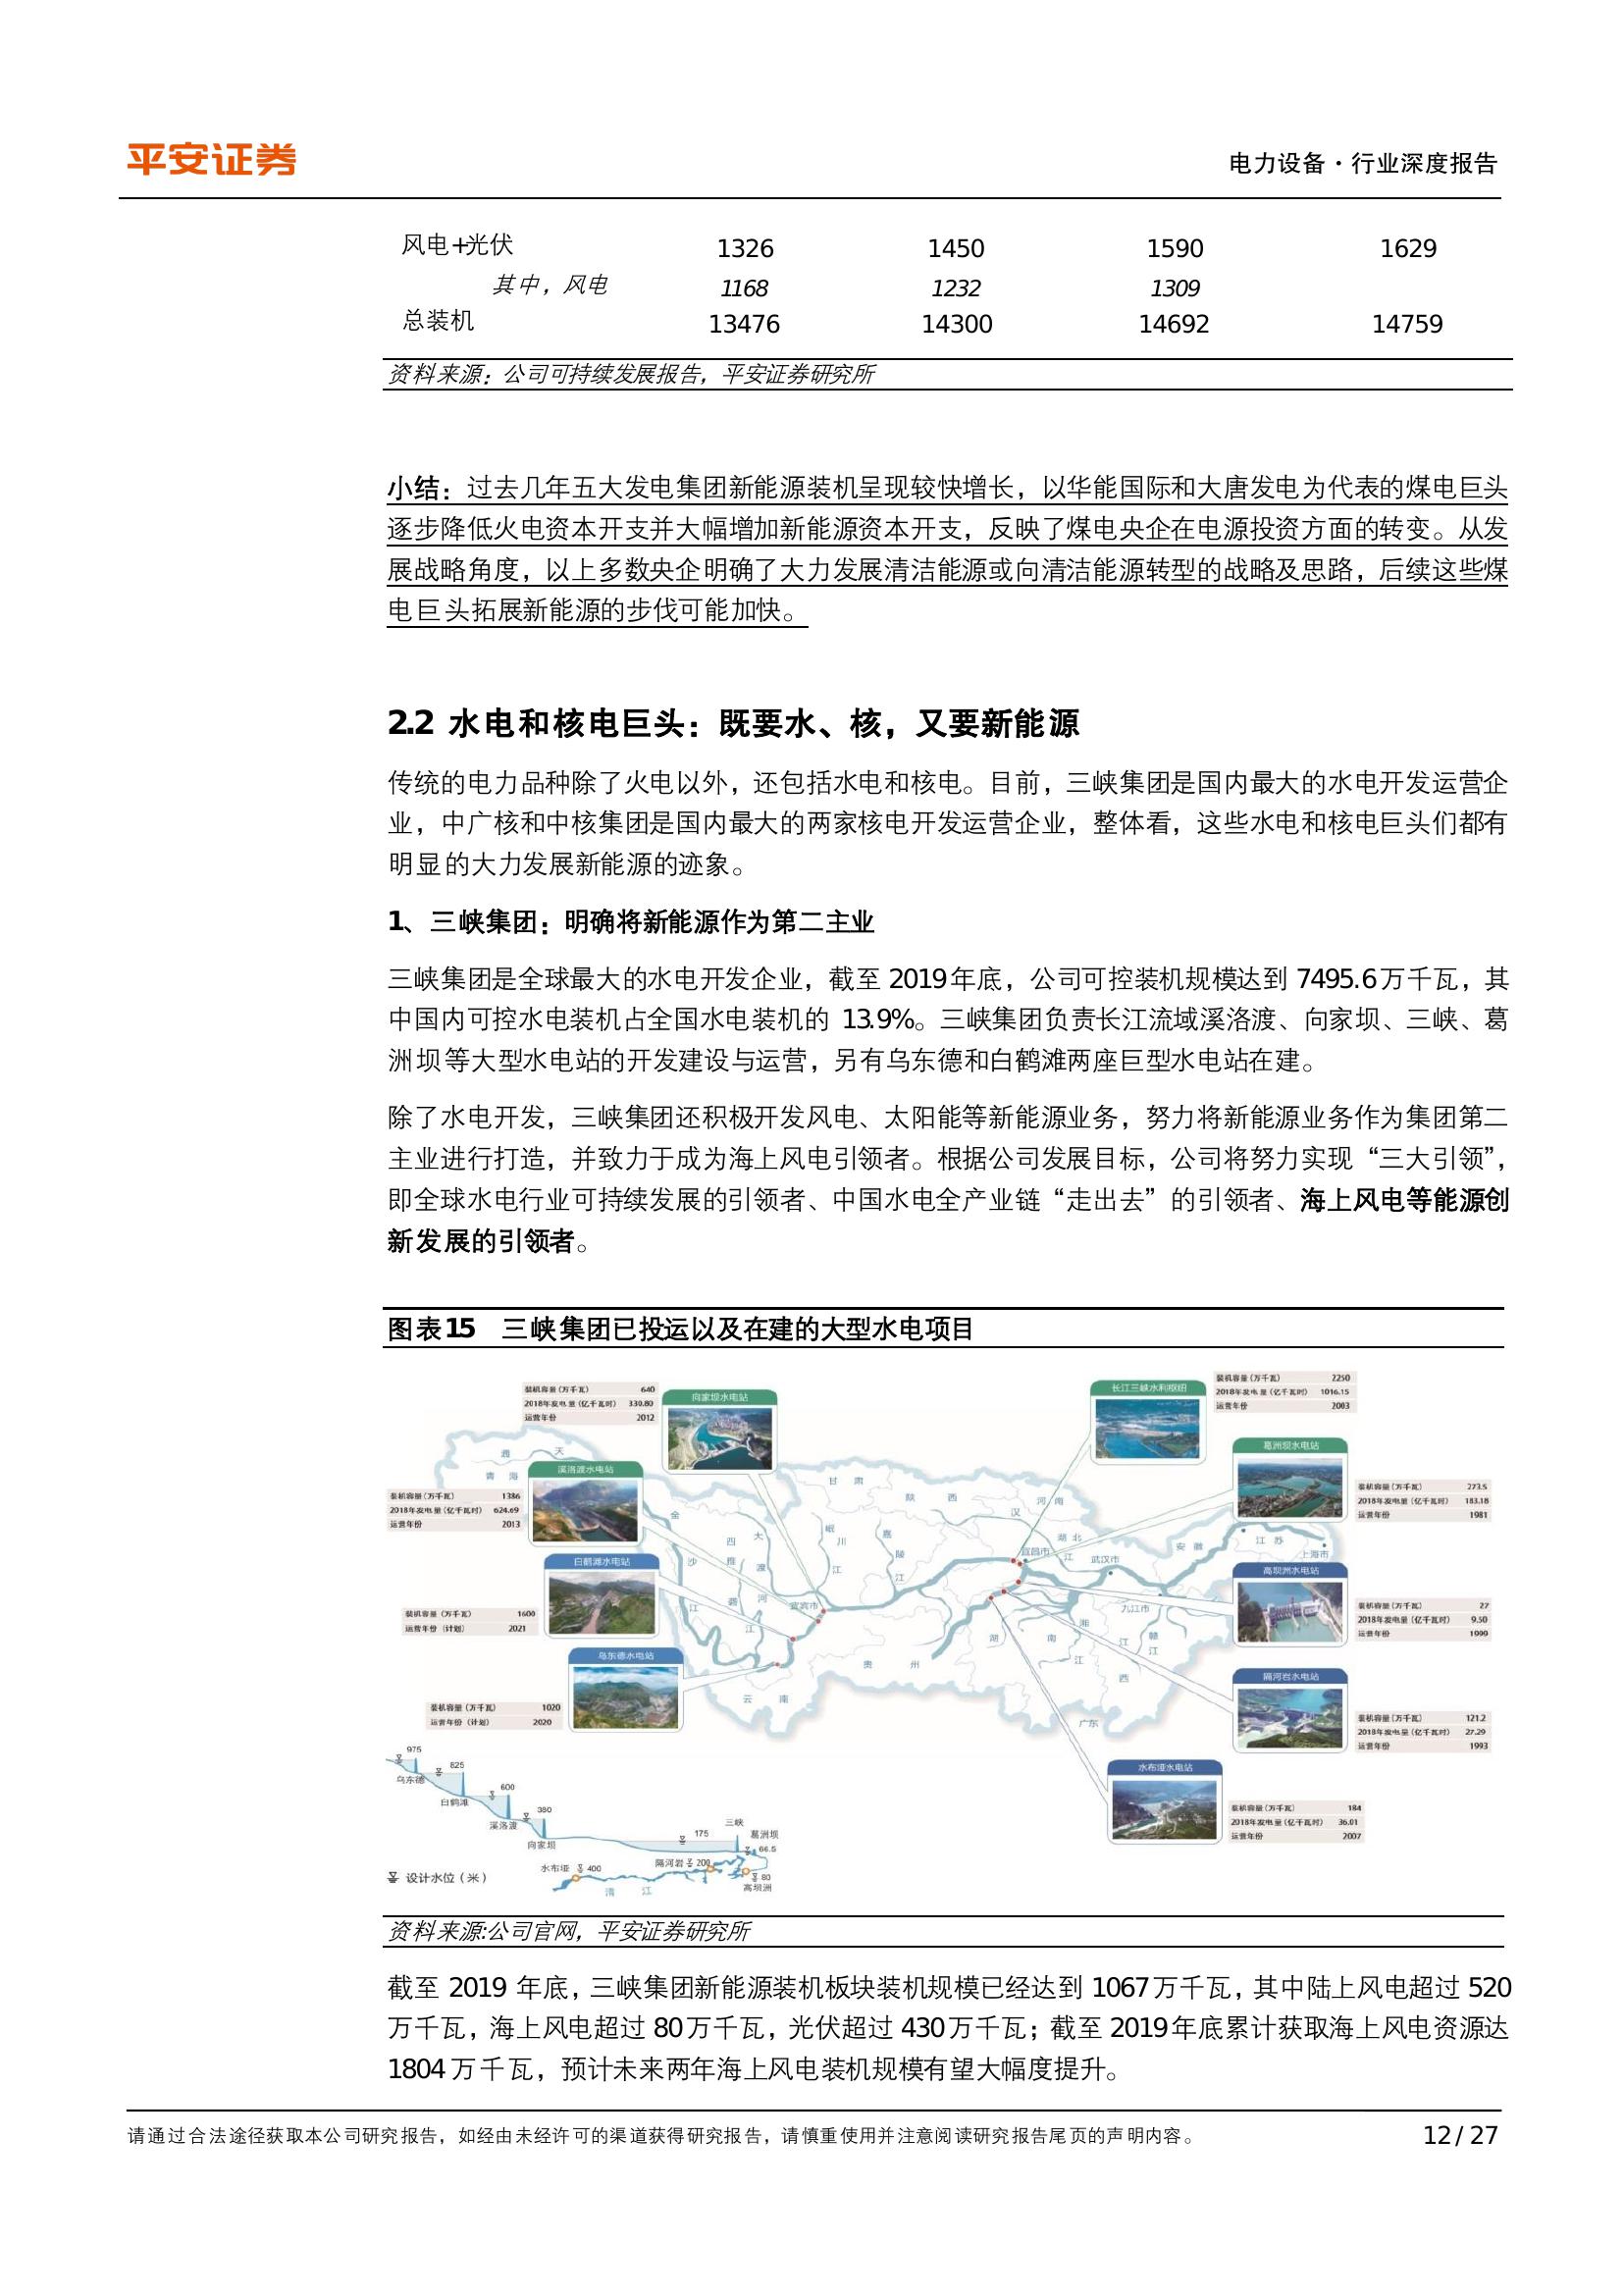 平安证券
电力设备·行业深度报告
风电+光伏 1326 1450 1590 1629
其中，风电 1168 1232 1309
总装机 13476 14300 14692 14759
资料来源：公司可持续发展报告，平安证券研究所
小结：过去几年五大发电集团新能源装机呈现较快增长，以华能国际和大唐发电为代表的煤电巨头
逐步降低火电资本开支并大幅增加新能源资本开支，反映了煤电央企在电源投资方面的转变。从发
展战略角度，以上多数央企明确了大力发展清洁能源或向清洁能源转型的战略及思路，后续这些煤
电巨头拓展新能源的步伐可能加快。
2.2 水电和核电巨头：既要水、核，又要新能源
传统的电力品种除了火电以外，还包括水电和核电。目前，三峡集团是国内最大的水电开发运营企
业，中广核和中核集团是国内最大的两家核电开发运营企业，整体看，这些水电和核电巨头们都有
明显的大力发展新能源的迹象。
1、三峡集团：明确将新能源作为第二主业
三峡集团是全球最大的水电开发企业，截至 2019 年底，公司可控装机规模达到 7495.6 万千瓦，其
中国内可控水电装机占全国水电装机的 13.9%。三峡集团负责长江流域溪洛渡、向家坝、三峡、葛
洲坝等大型水电站的开发建设与运营，另有乌东德和白鹤滩两座巨型水电站在建。
除了水电开发，三峡集团还积极开发风电、太阳能等新能源业务，努力将新能源业务作为集团第二
主业进行打造，并致力于成为海上风电引领者。根据公司发展目标，公司将努力实现“三大引领”，
即全球水电行业可持续发展的引领者、中国水电全产业链“走出去”的引领者、海上风电等能源创
新发展的引领者。
图表15 三峡集团已投运以及在建的大型水电项目
向家坝水电站
装机容量（万千瓦） 640
2018年发电量（亿千瓦时） 330.80
运营年份 2012
长江三峡水利枢纽
装机容量（万千瓦） 2250
2018年发电量（亿千瓦时） 1016.15
运营年份 2003
溪洛渡水电站
装机容量（万千瓦） 1386
2018年发电量（亿千瓦时） 624.69
运营年份 2013
葛洲坝水电站
装机容量（万千瓦） 273.5
2018年发电量（亿千瓦时） 183.18
运营年份 1981
白鹤滩水电站
装机容量（万千瓦） 1600
运营年份（计划） 2021
高坝洲水电站
装机容量（万千瓦） 27
2018年发电量（亿千瓦时） 9.50
运营年份 1999
乌东德水电站
装机容量（万千瓦） 1020
运营年份（计划） 2020
隔河岩水电站
装机容量（万千瓦） 121.2
2018年发电量（亿千瓦时） 27.29
运营年份 1993
水布垭水电站
装机容量（万千瓦） 184
2018年发电量（亿千瓦时） 36.01
运营年份 2007
通 天
青 海
甘 肃
陕 西
河 南
汉
湖 北
宜昌市
江
武汉市
安 徽
江 苏
上海市
金
沙
江
四
大
渡
河
雅
砻
江
岷
川
江
嘉
陵
江
宜宾市
九江市
湖 南
湘
江
江
西
赣
江
贵 州
云 南
广东
975
乌东德
825
白鹤滩
600
溪洛渡
380
向家坝
175
三峡
葛洲坝
66.5
水布垭 400
隔河岩 200
80
高坝洲
清 江
设计水位（米）
资料来源:公司官网，平安证券研究所
截至 2019 年底，三峡集团新能源装机板块装机规模已经达到 1067 万千瓦，其中陆上风电超过 520
万千瓦，海上风电超过 80 万千瓦，光伏超过 430 万千瓦；截至 2019 年底累计获取海上风电资源达
1804 万千瓦，预计未来两年海上风电装机规模有望大幅度提升。
请通过合法途径获取本公司研究报告，如经由未经许可的渠道获得研究报告，请慎重使用并注意阅读研究报告尾页的声明内容。
12 / 27